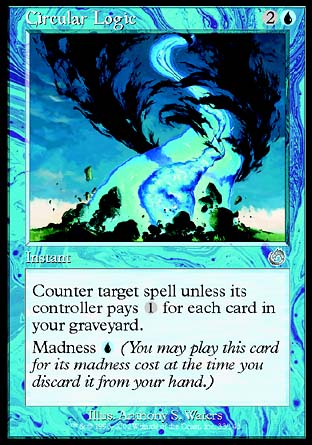 Circular Logic 2
Instant
Counter target spell unless its
controller pays 1 for each card in
your graveyard.
Madness (You may play this card
for its madness cost at the time you
discard it from your hand.)
Illus. Anthony S. Waters